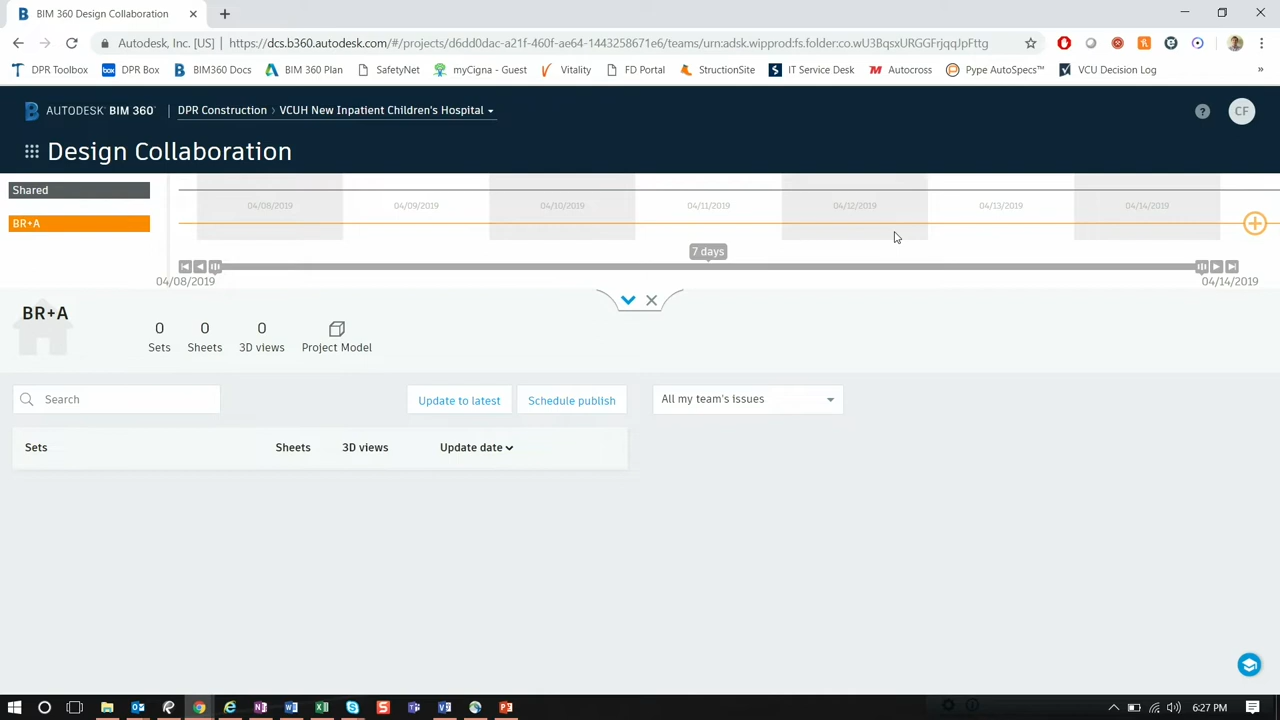 BIM 360 Design Collaboration
Autodesk, Inc. [US] | https://dcs.b360.autodesk.com/#/projects/d6dd0dac-a21f-460f-ae64-1443258671e6/teams/urn:adsk.wipprod:fs.folder:co.wU3BqsxURGGFrjqqJpFttg
DPR Toolbox DPR Box BIM360 Docs BIM 360 Plan SafetyNet myCigna - Guest Vitality FD Portal StructionSite IT Service Desk Autocross Pype AutoSpecs™ VCU Decision Log »
AUTODESK® BIM 360® DPR Construction > VCUH New Inpatient Children's Hospital ? CF
Design Collaboration
Shared
04/08/2019 04/09/2019 04/10/2019 04/11/2019 04/12/2019 04/13/2019 04/14/2019
BR+A
7 days
04/08/2019 04/14/2019
BR+A
0 0 0
Sets Sheets 3D views Project Model
Search Update to latest Schedule publish All my team's issues
Sets Sheets 3D views Update date
6:27 PM